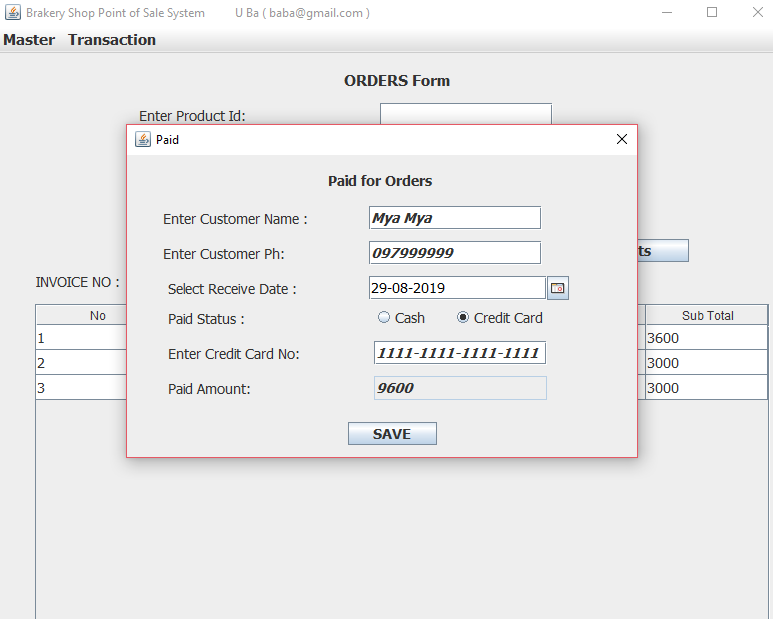 Brakery Shop Point of Sale System U Ba ( baba@gmail.com )
Master Transaction
ORDERS Form
Enter Product Id:
Paid
Paid for Orders
Enter Customer Name : Mya Mya
Enter Customer Ph: 097999999
Select Receive Date : 29-08-2019
Paid Status : Cash Credit Card
Enter Credit Card No: 1111-1111-1111-1111
Paid Amount: 9600
SAVE
ts
INVOICE NO :
No Sub Total
1 3600
2 3000
3 3000